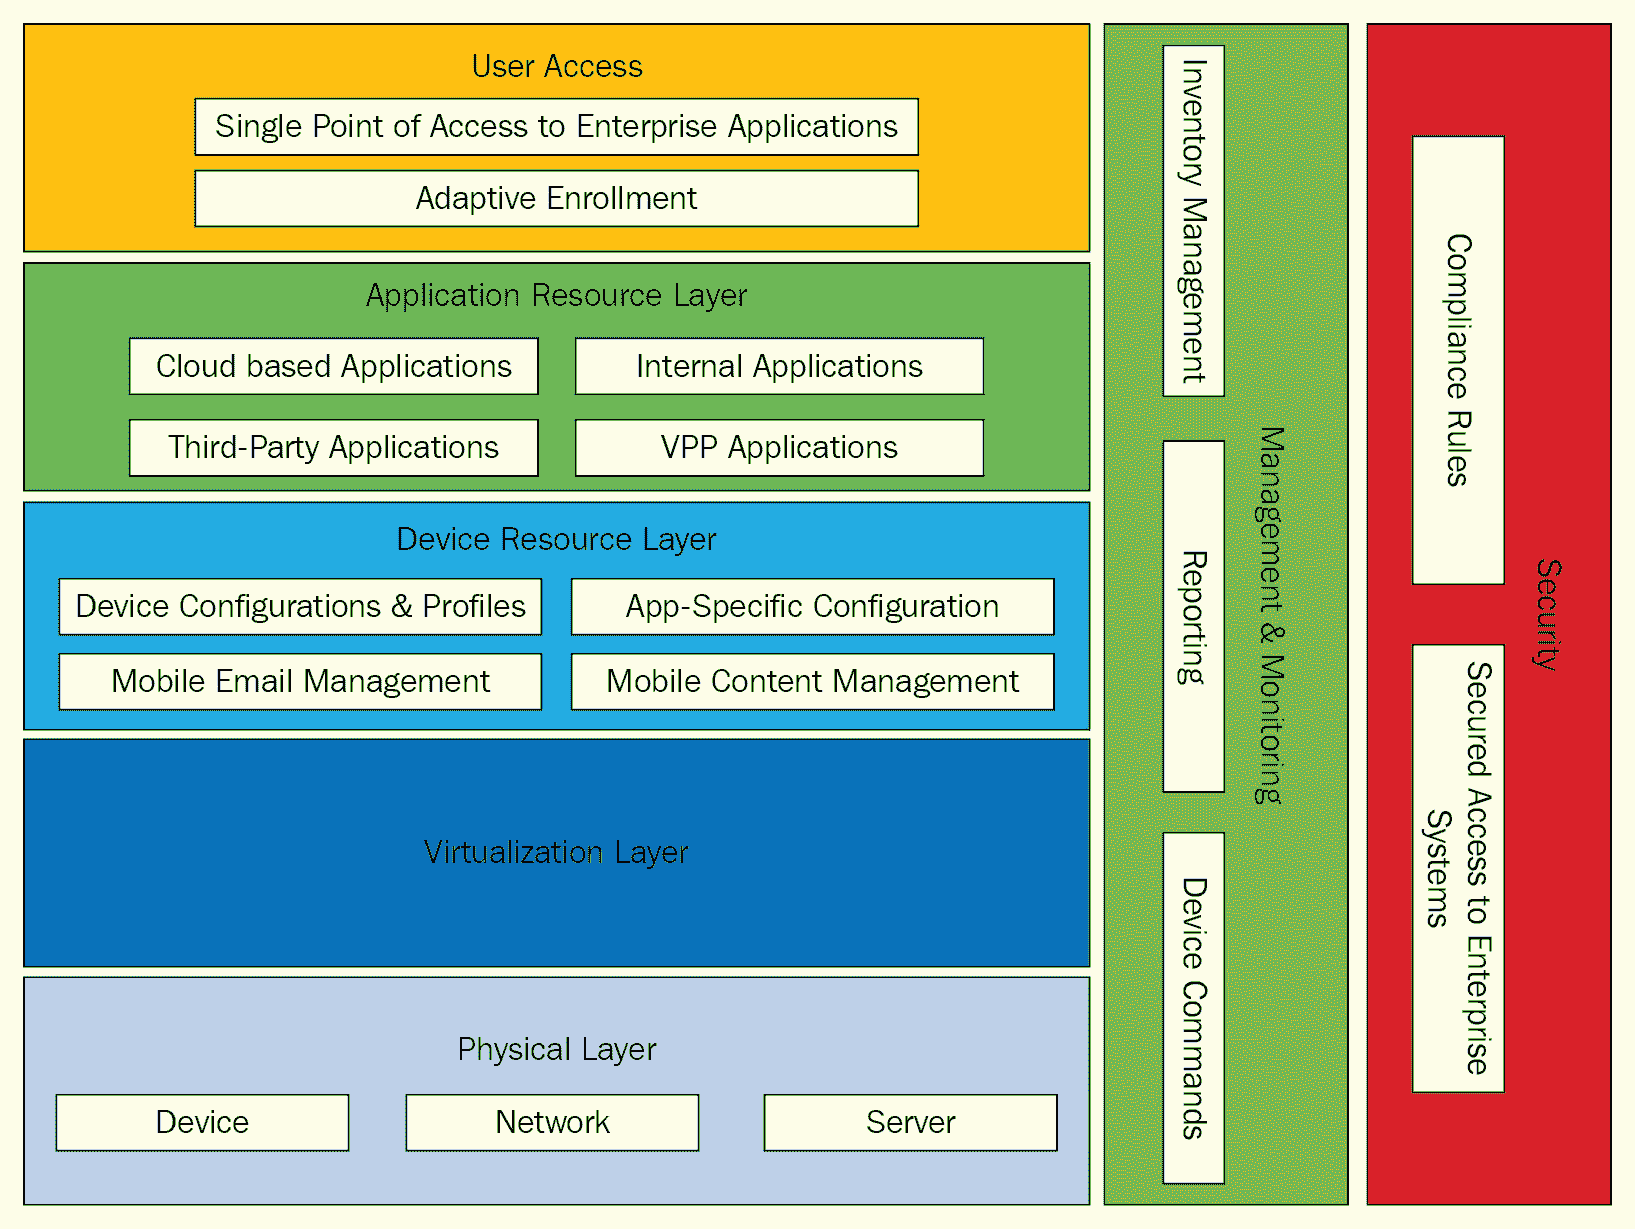 User Access
Single Point of Access to Enterprise Applications
Adaptive Enrollment
Application Resource Layer
Cloud based Applications
Internal Applications
Third-Party Applications
VPP Applications
Device Resource Layer
Device Configurations & Profiles
App-Specific Configuration
Mobile Email Management
Mobile Content Management
Virtualization Layer
Physical Layer
Device
Network
Server
Management & Monitoring
Inventory Management
Reporting
Device Commands
Security
Compliance Rules
Secured Access to Enterprise
Systems